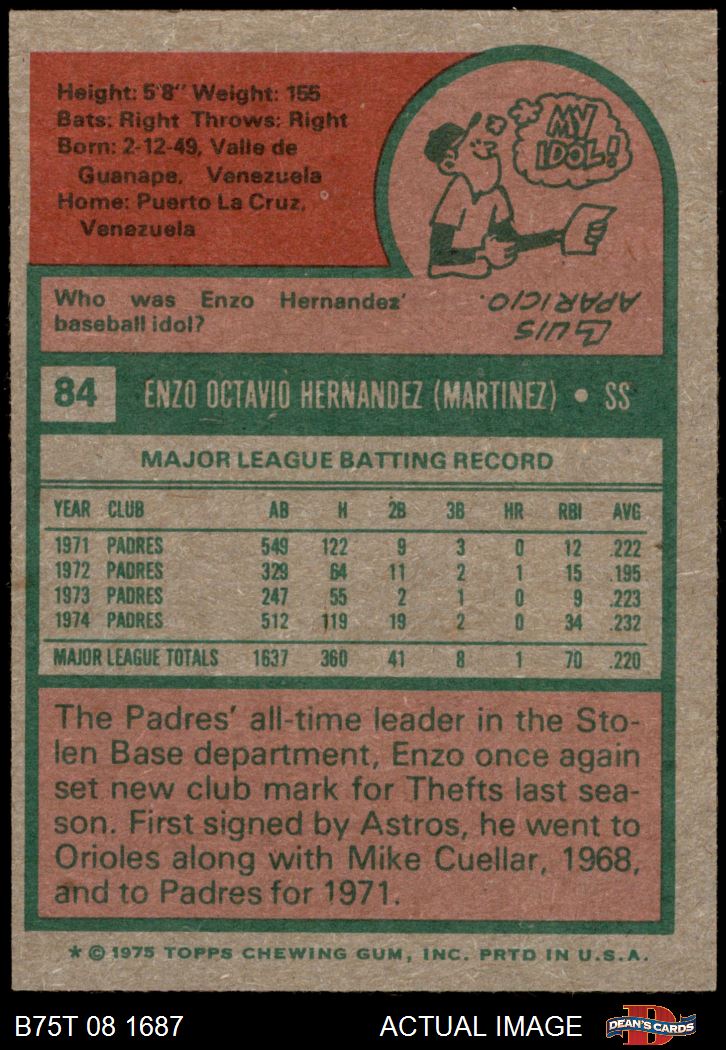 Height: 5'8" Weight: 155
Bats: Right Throws: Right
Born: 2-12-49, Valle de
Guanape, Venezuela
Home: Puerto La Cruz,
Venezuela
MY
IDOL!
Who was Enzo Hernandez'
baseball idol?
LUIS
APARICIO.
84 ENZO OCTAVIO HERNANDEZ (MARTINEZ) • SS
MAJOR LEAGUE BATTING RECORD
YEAR CLUB AB H 2B 3B HR RBI AVG
1971 PADRES 549 122 9 3 0 12 .222
1972 PADRES 329 64 11 2 1 15 .195
1973 PADRES 247 55 2 1 0 9 .223
1974 PADRES 512 119 19 2 0 34 .232
MAJOR LEAGUE TOTALS 1637 360 41 8 1 70 .220
The Padres' all-time leader in the Sto-
len Base department, Enzo once again
set new club mark for Thefts last sea-
son. First signed by Astros, he went to
Orioles along with Mike Cuellar, 1968,
and to Padres for 1971.
* © 1975 TOPPS CHEWING GUM, INC. PRTD IN U.S.A.
B75T 08 1687 ACTUAL IMAGE D DEAN'S CARDS